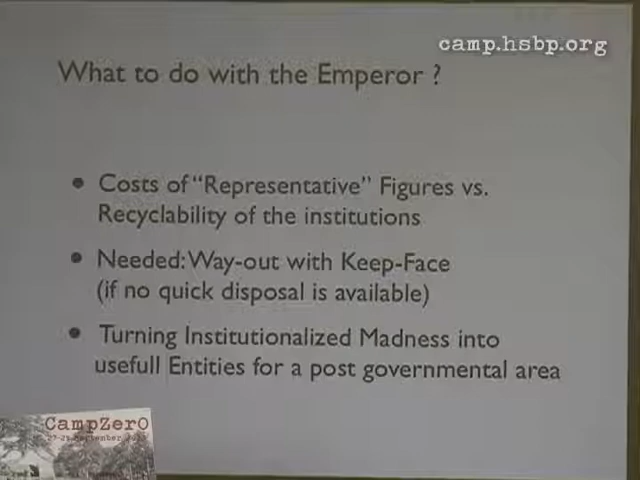 camp.hsbp.org
What to do with the Emperor ?
• Costs of "Representative" Figures vs.
Recyclability of the institutions
• Needed: Way-out with Keep-Face
(if no quick disposal is available)
• Turning Institutionalized Madness into
usefull Entities for a post governmental area
CampZer0